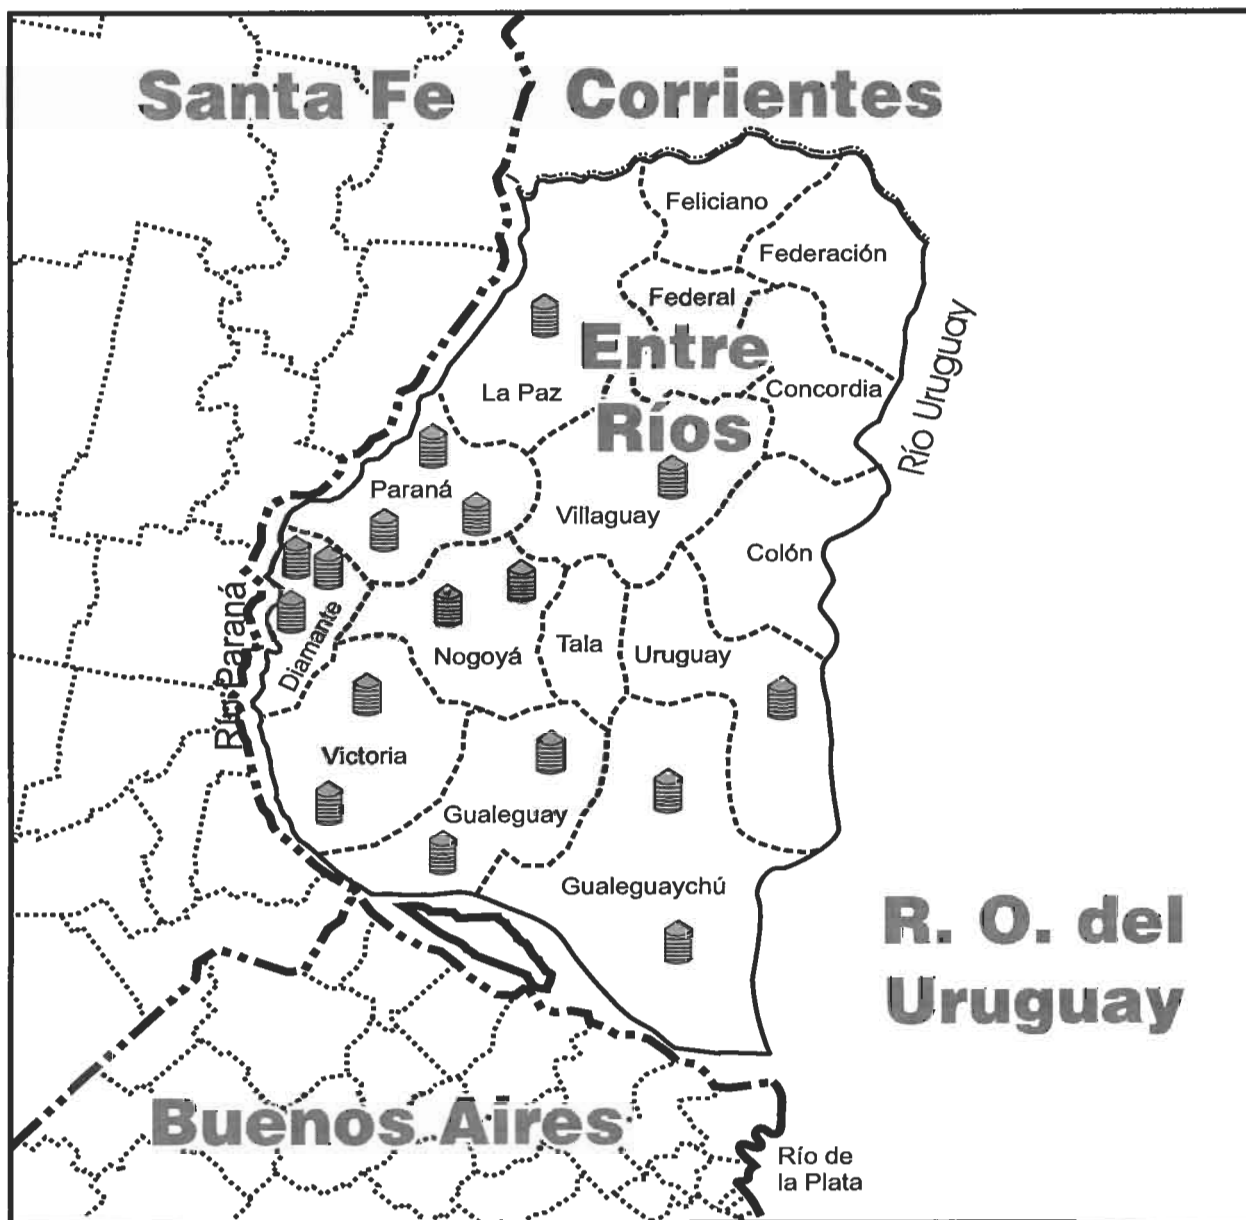 Santa Fe
Corrientes
Feliciano
Federación
Federal
Entre
Ríos
La Paz
Concordia
Río Uruguay
Paraná
Villaguay
Colón
Río Paraná
Diamante
Nogoyá
Tala
Uruguay
Victoria
Gualeguay
Gualeguaychú
R. O. del
Uruguay
Buenos Aires
Río de
la Plata